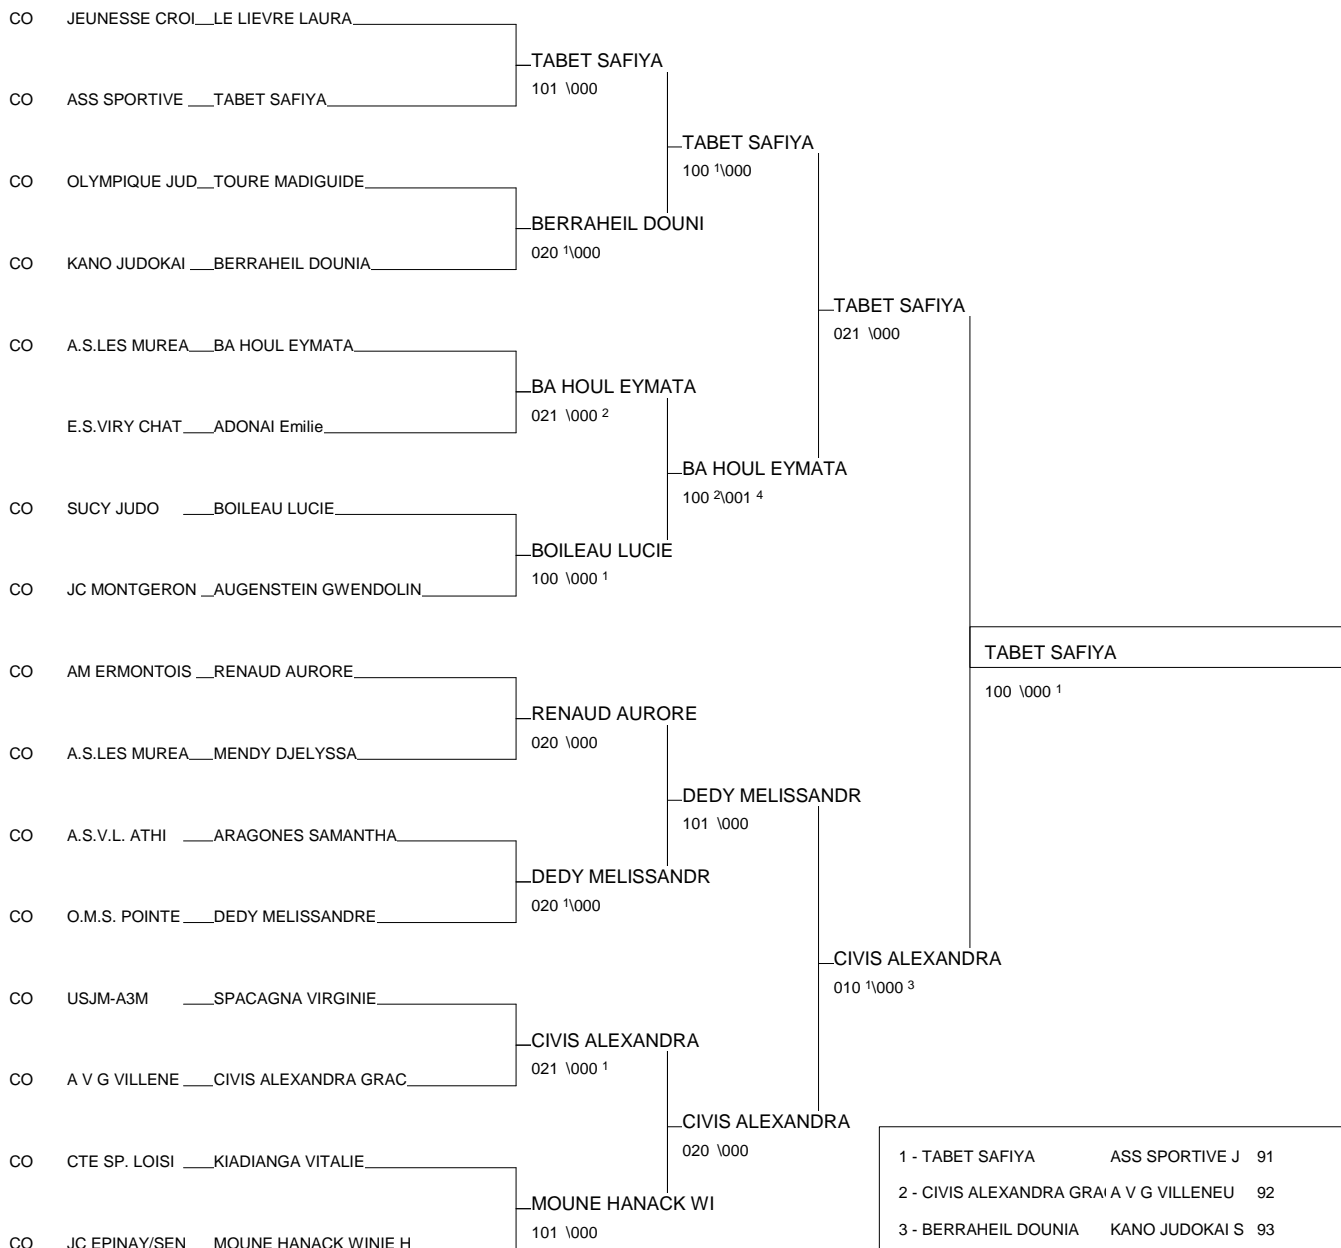 CO JEUNESSE CROI LE LIEVRE LAURA
TABET SAFIYA
101 \000
CO ASS SPORTIVE TABET SAFIYA
TABET SAFIYA
100 1\000
CO OLYMPIQUE JUD TOURE MADIGUIDE
BERRAHEIL DOUNI
020 1\000
CO KANO JUDOKAI BERRAHEIL DOUNIA
TABET SAFIYA
021 \000
CO A.S.LES MUREA BA HOUL EYMATA
BA HOUL EYMATA
021 \000 2
E.S.VIRY CHAT ADONAI Emilie
BA HOUL EYMATA
100 2\001 4
CO SUCY JUDO BOILEAU LUCIE
BOILEAU LUCIE
100 \000 1
CO JC MONTGERON AUGENSTEIN GWENDOLIN
TABET SAFIYA
100 \000 1
CO AM ERMONTOIS RENAUD AURORE
RENAUD AURORE
020 \000
CO A.S.LES MUREA MENDY DJELYSSA
DEDY MELISSANDR
101 \000
CO A.S.V.L. ATHI ARAGONES SAMANTHA
DEDY MELISSANDR
020 1\000
CO O.M.S. POINTE DEDY MELISSANDRE
CIVIS ALEXANDRA
010 1\000 3
CO USJM-A3M SPACAGNA VIRGINIE
CIVIS ALEXANDRA
021 \000 1
CO A V G VILLENE CIVIS ALEXANDRA GRAC
CIVIS ALEXANDRA
020 \000
CO CTE SP. LOISI KIADIANGA VITALIE
MOUNE HANACK WI
101 \000
CO JC EPINAY/SEN MOUNE HANACK WINIE H
1 - TABET SAFIYA ASS SPORTIVE J 91
2 - CIVIS ALEXANDRA GRA A V G VILLENEU 92
3 - BERRAHEIL DOUNIA KANO JUDOKAI S 93